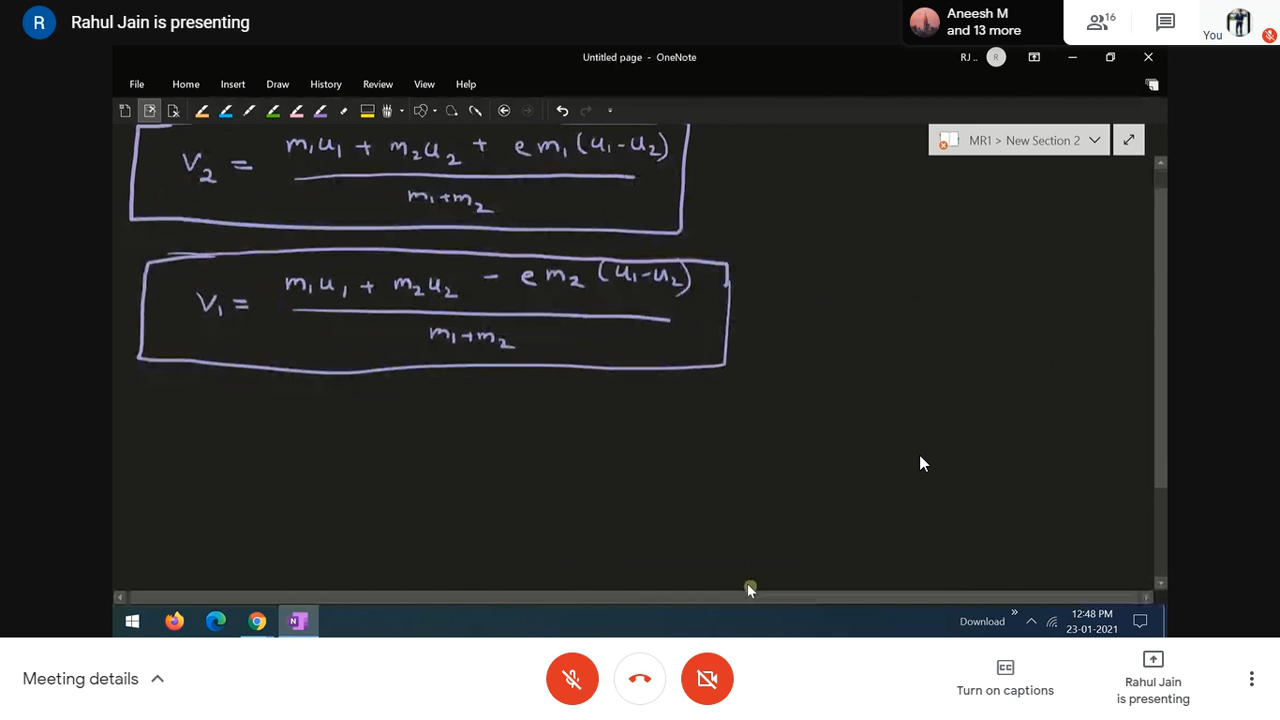 R Rahul Jain is presenting
Aneesh M
and 13 more
16
You
Untitled page - OneNote
RJ .. R
File Home Insert Draw History Review View Help
MR1 > New Section 2
m₁u₁ + m₂u₂ + em₁(u₁-u₂)
V₂ =
m₁+m₂
m₁u₁ + m₂u₂ - em₂(u₁-u₂)
V₁ =
m₁+m₂
Download
12:48 PM
23-01-2021
Meeting details
CC
Turn on captions
Rahul Jain
is presenting